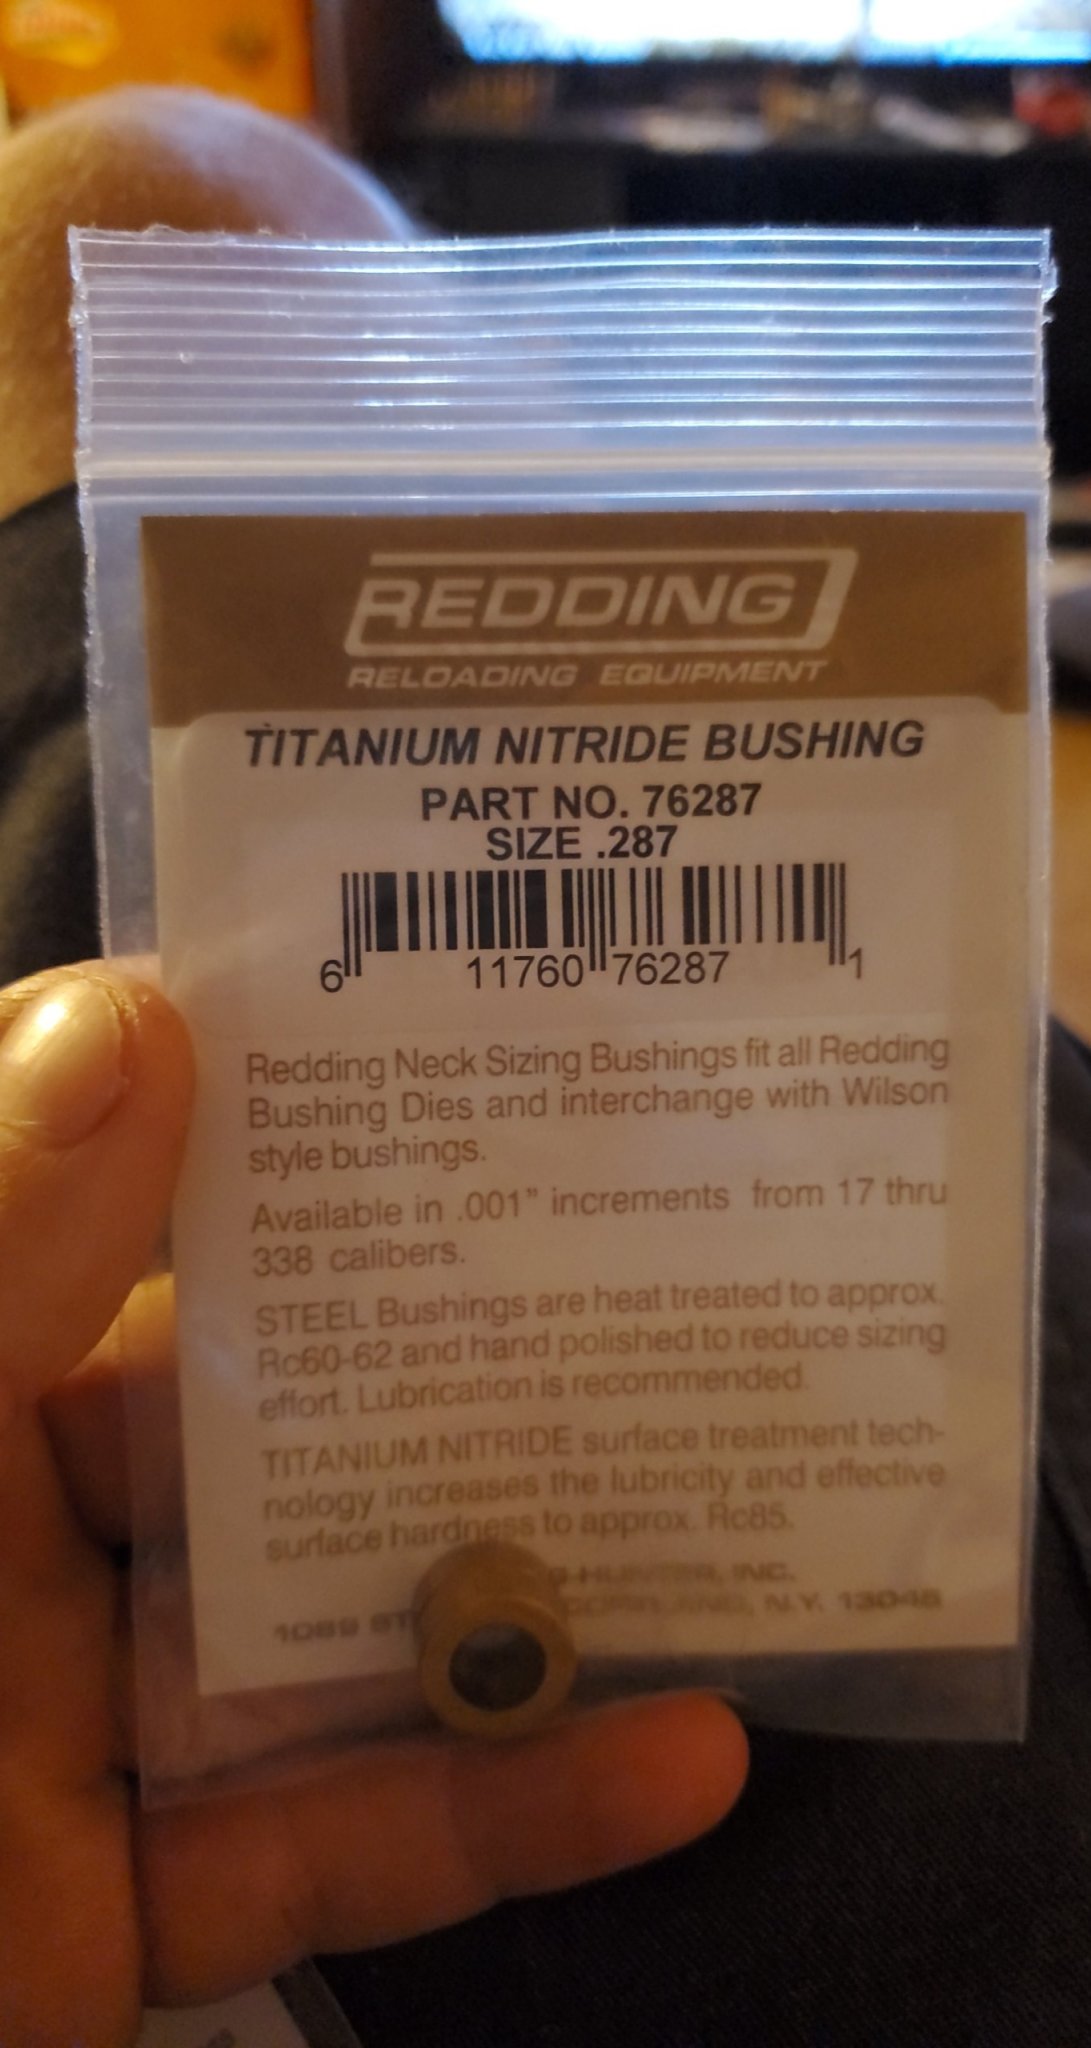 REDDING
RELOADING EQUIPMENT
TITANIUM NITRIDE BUSHING
PART NO. 76287
SIZE .287
6 11760 76287 1
Redding Neck Sizing Bushings fit all Redding
Bushing Dies and interchange with Wilson
style bushings.
Available in .001” increments from 17 thru
338 calibers.
STEEL Bushings are heat treated to approx.
Rc60-62 and hand polished to reduce sizing
effort. Lubrication is recommended.
TITANIUM NITRIDE surface treatment tech-
nology increases the lubricity and effective
surface hardness to approx. Rc85.
HUNTER, INC.
1089 CORTLAND, N.Y. 13045